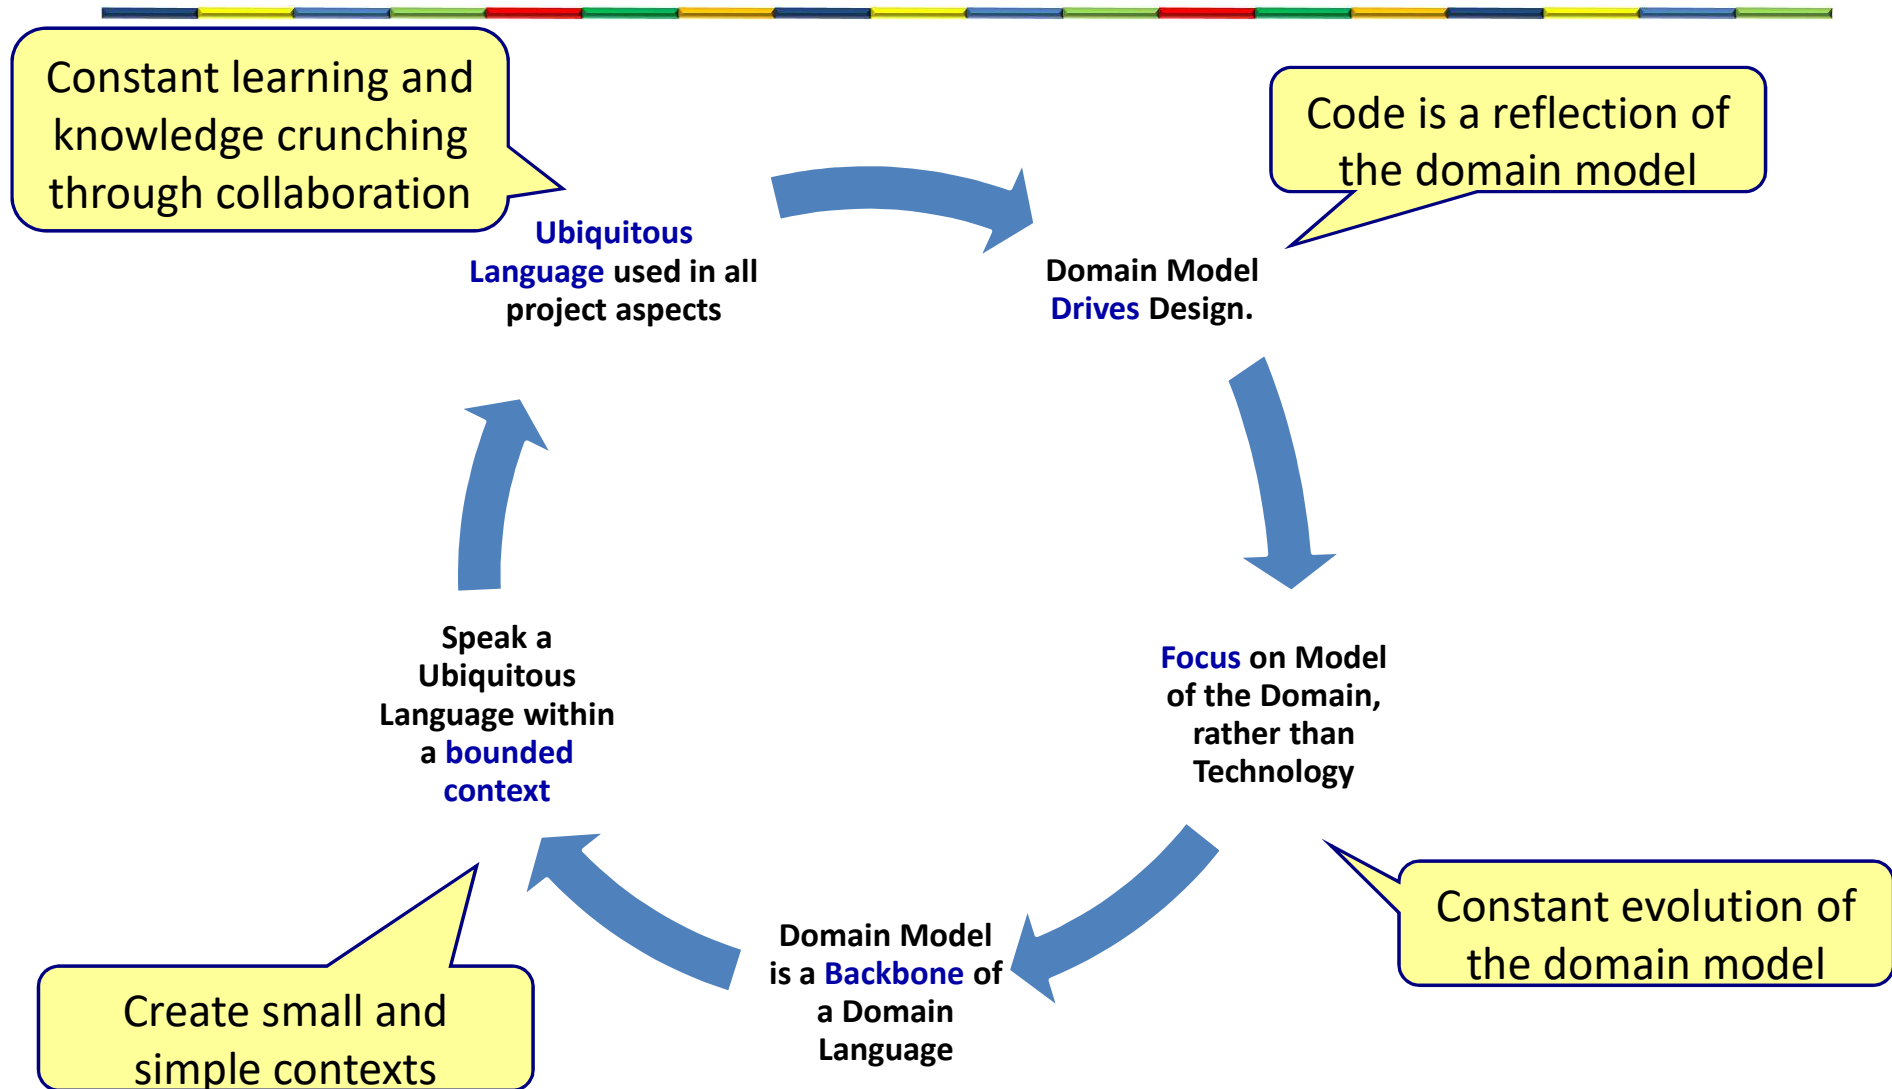 Constant learning and
knowledge crunching
through collaboration
Code is a reflection of
the domain model
Ubiquitous
Language used in all
project aspects
Domain Model
Drives Design.
Speak a
Ubiquitous
Language within
a bounded
context
Focus on Model
of the Domain,
rather than
Technology
Domain Model
is a Backbone of
a Domain
Language
Constant evolution of
the domain model
Create small and
simple contexts